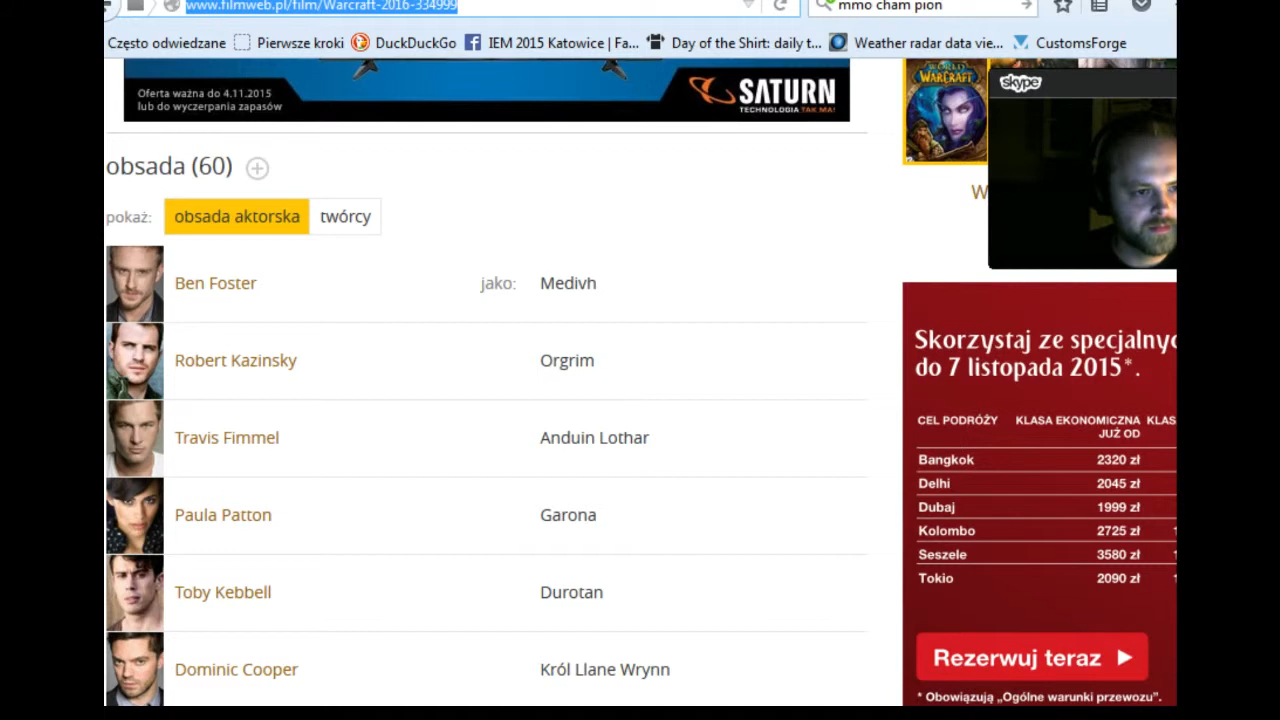 www.filmweb.pl/film/Warcraft-2016-334999
mmo cham pion
Często odwiedzane
Pierwsze kroki
DuckDuckGo
IEM 2015 Katowice | Fa...
Day of the Shirt: daily t...
Weather radar data vie...
CustomsForge
Oferta ważna do 4.11.2015
lub do wyczerpania zapasów
SATURN
TECHNOLOGIA TAK MA!
WORLD
WARCRAFT
skype
W
obsada (60)
pokaż:
obsada aktorska
twórcy
Ben Foster jako: Medivh
Robert Kazinsky Orgrim
Travis Fimmel Anduin Lothar
Paula Patton Garona
Toby Kebbell Durotan
Dominic Cooper Król Llane Wrynn
Skorzystaj ze specjalnyc
do 7 listopada 2015*.
CEL PODRÓŻY KLASA EKONOMICZNA KLAS
JUŻ OD
Bangkok 2320 zł
Delhi 2045 zł
Dubaj 1999 zł
Kolombo 2725 zł 1
Seszele 3580 zł 1
Tokio 2090 zł 1
Rezerwuj teraz
* Obowiązują „Ogólne warunki przewozu”.